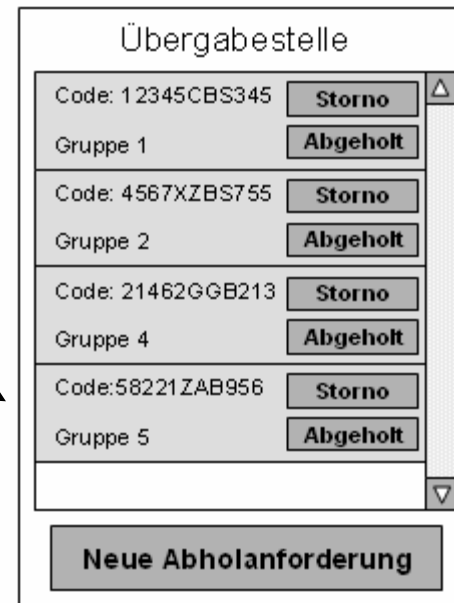 Übergabestelle
Code: 12345CBS345 Storno
Gruppe 1 Abgeholt
Code: 4567XZBS755 Storno
Gruppe 2 Abgeholt
Code: 21462GGB213 Storno
Gruppe 4 Abgeholt
Code:58221ZAB956 Storno
Gruppe 5 Abgeholt
Neue Abholanforderung